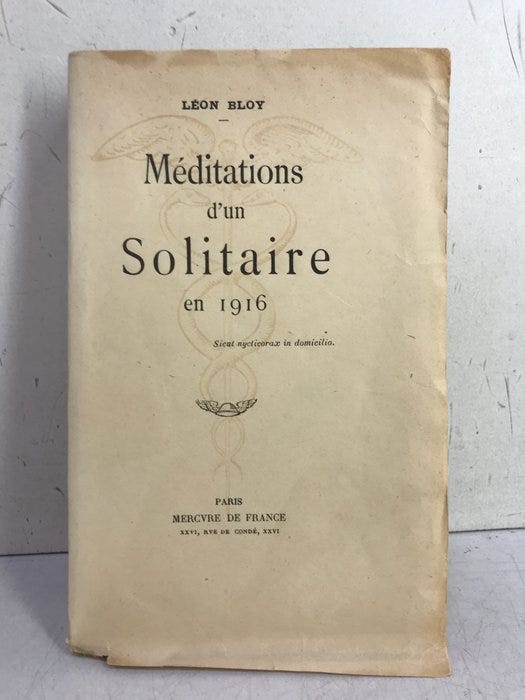 LÉON BLOY
Méditations
d'un
Solitaire
en 1916
Sicut nycticorax in domicilio.
PARIS
MERCVRE DE FRANCE
XXVI, RVE DE CONDÉ, XXVI